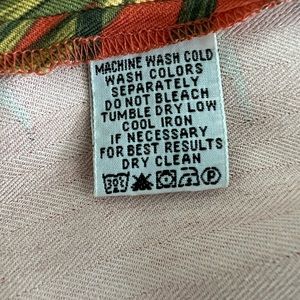 MACHINE WASH COLD
WASH COLORS
SEPARATELY
DO NOT BLEACH
TUMBLE DRY LOW
COOL IRON
IF NECESSARY
FOR BEST RESULTS
DRY CLEAN
30c P